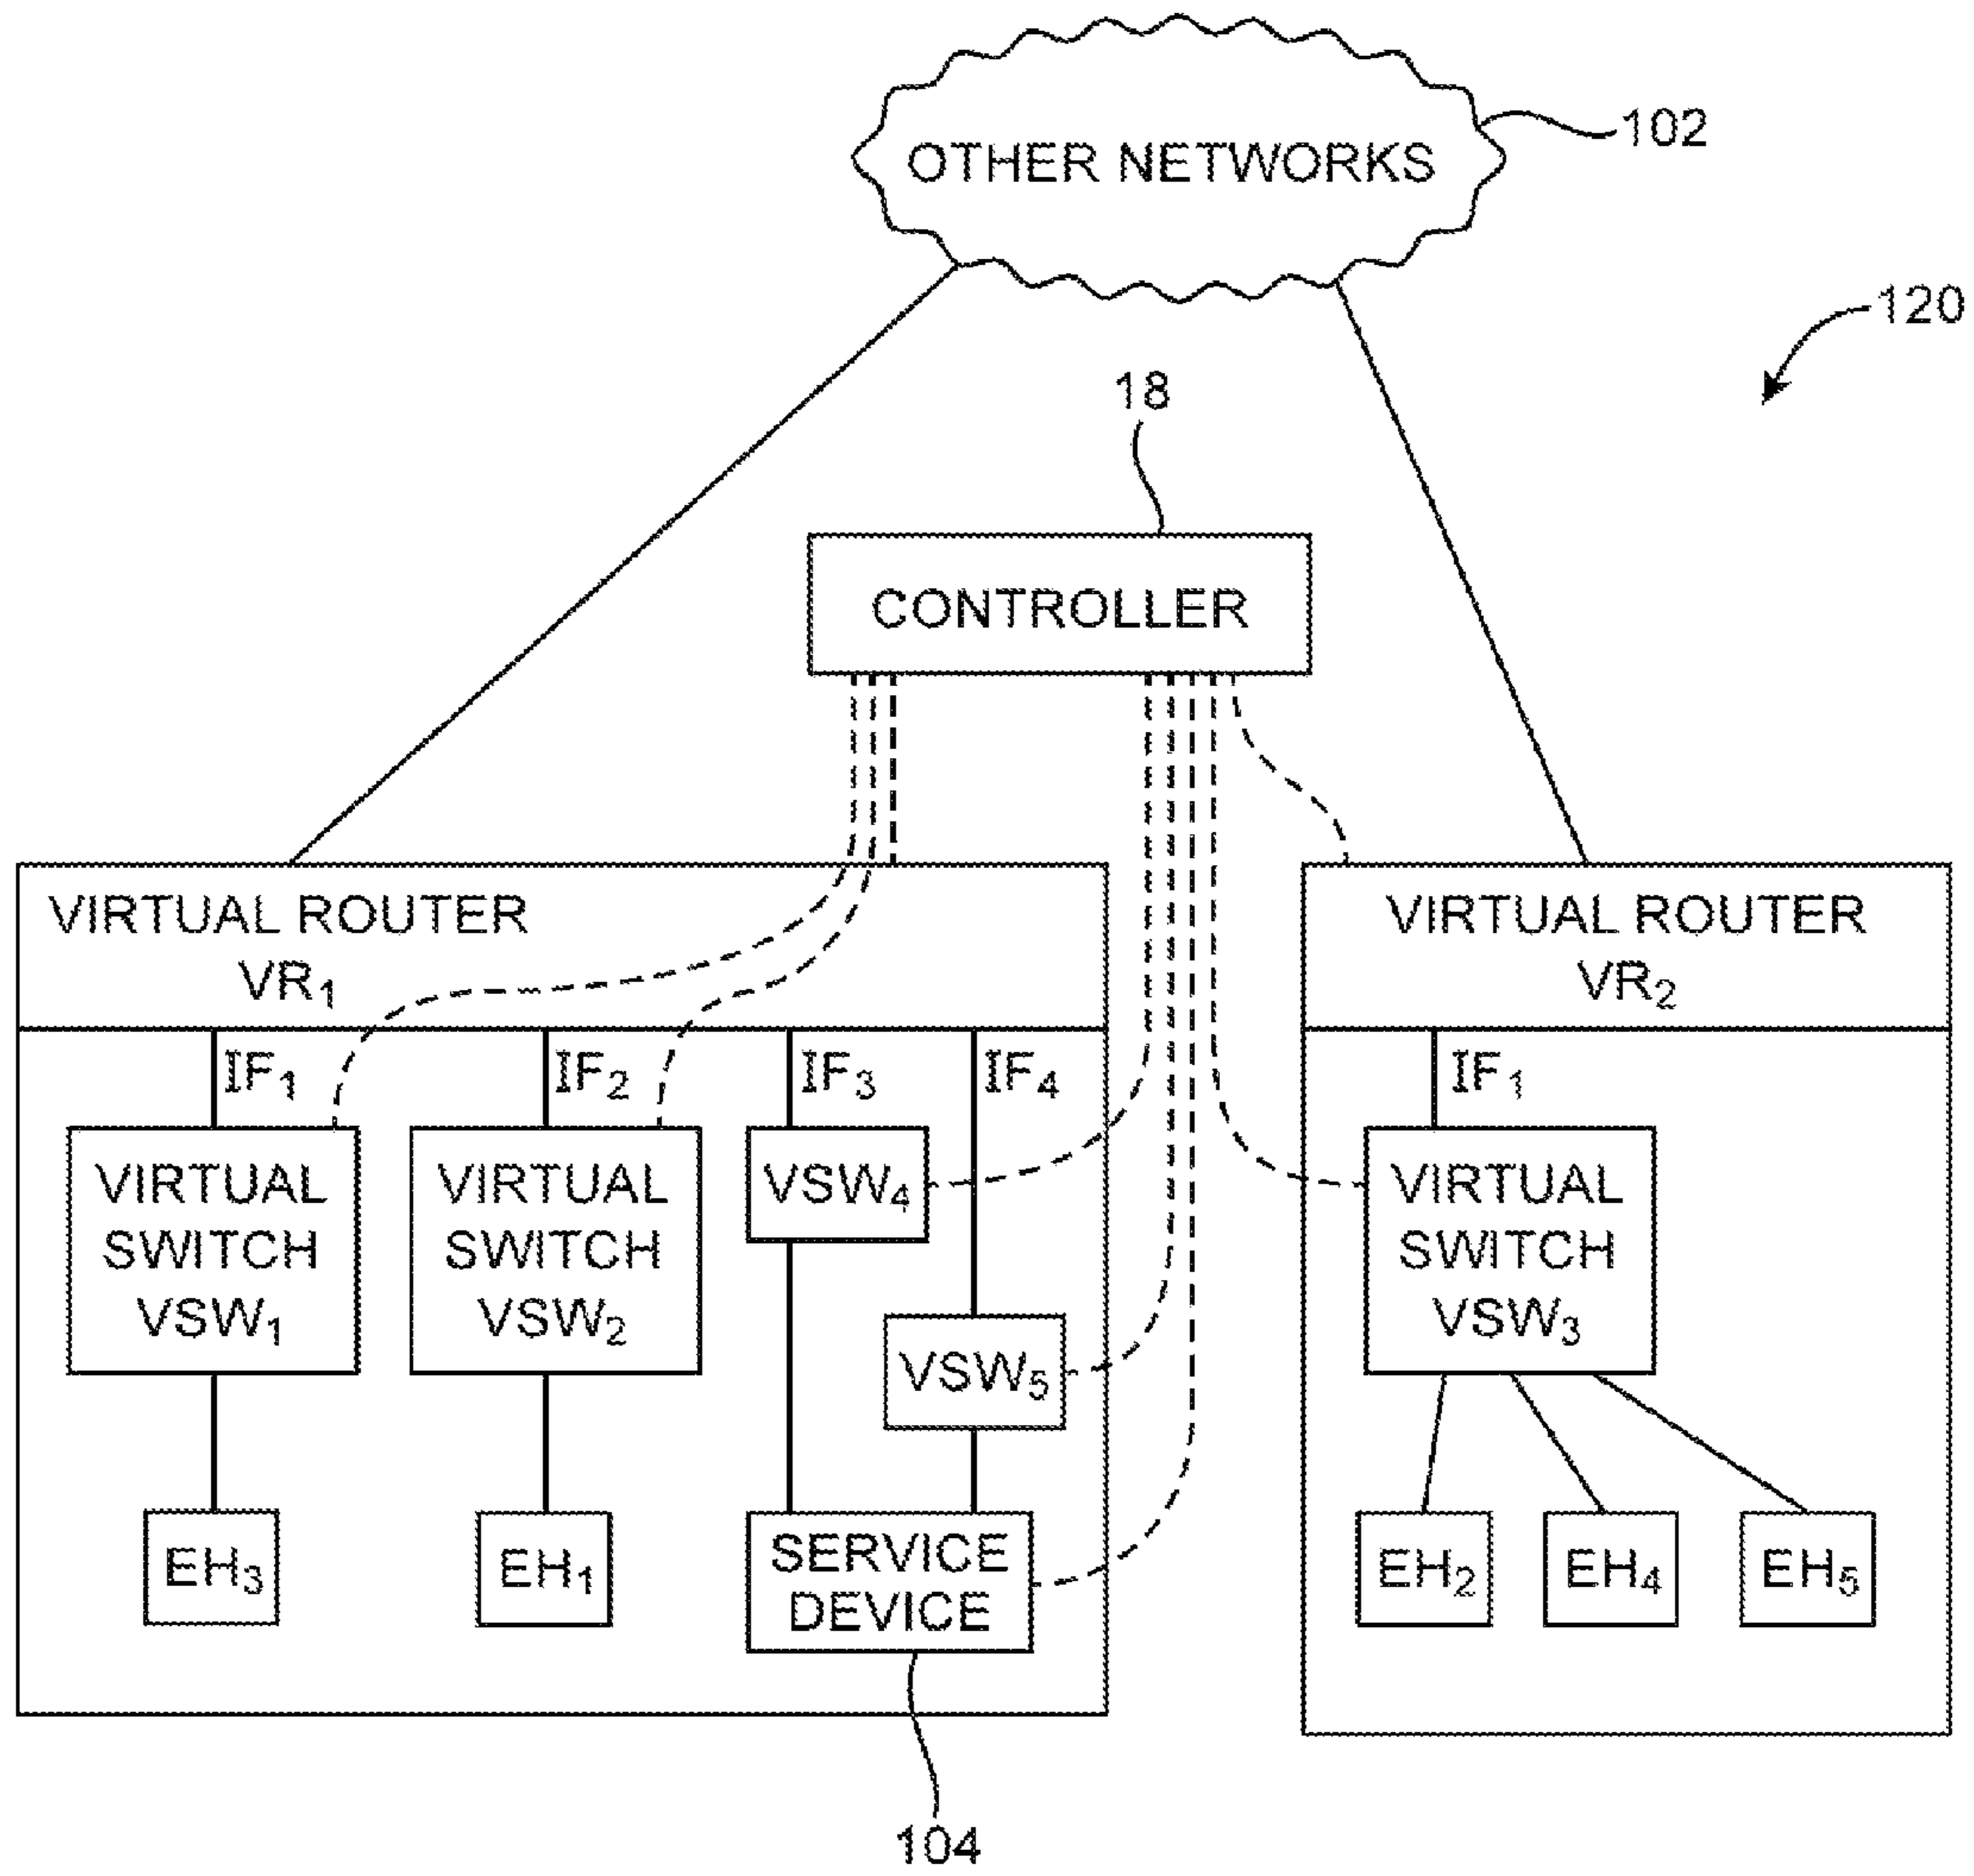 OTHER NETWORKS
102
120
18
CONTROLLER
VIRTUAL ROUTER
VR₁
VIRTUAL ROUTER
VR₂
IF₁
IF₂
IF₃
IF₄
IF₁
VIRTUAL
SWITCH
VSW₁
VIRTUAL
SWITCH
VSW₂
VSW₄
VSW₅
VIRTUAL
SWITCH
VSW₃
EH₃
EH₁
SERVICE
DEVICE
EH₂
EH₄
EH₅
104